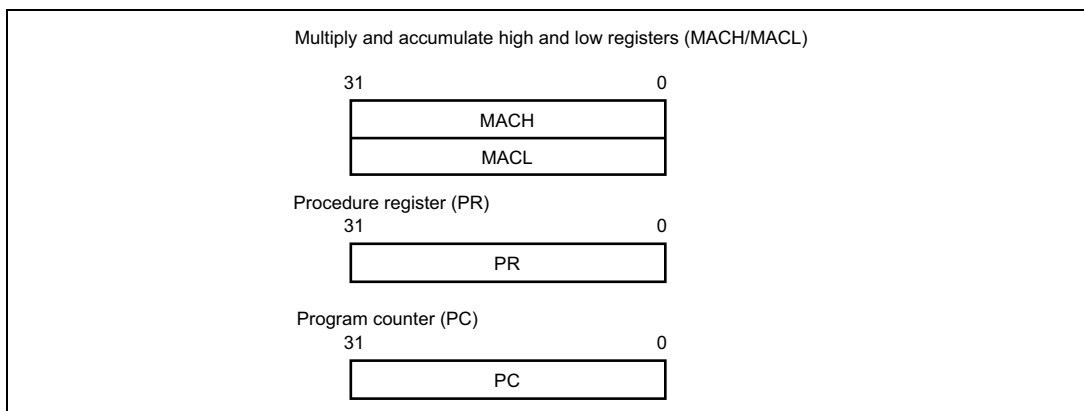 Multiply and accumulate high and low registers (MACH/MACL)
31 0
MACH
MACL
Procedure register (PR)
31 0
PR
Program counter (PC)
31 0
PC